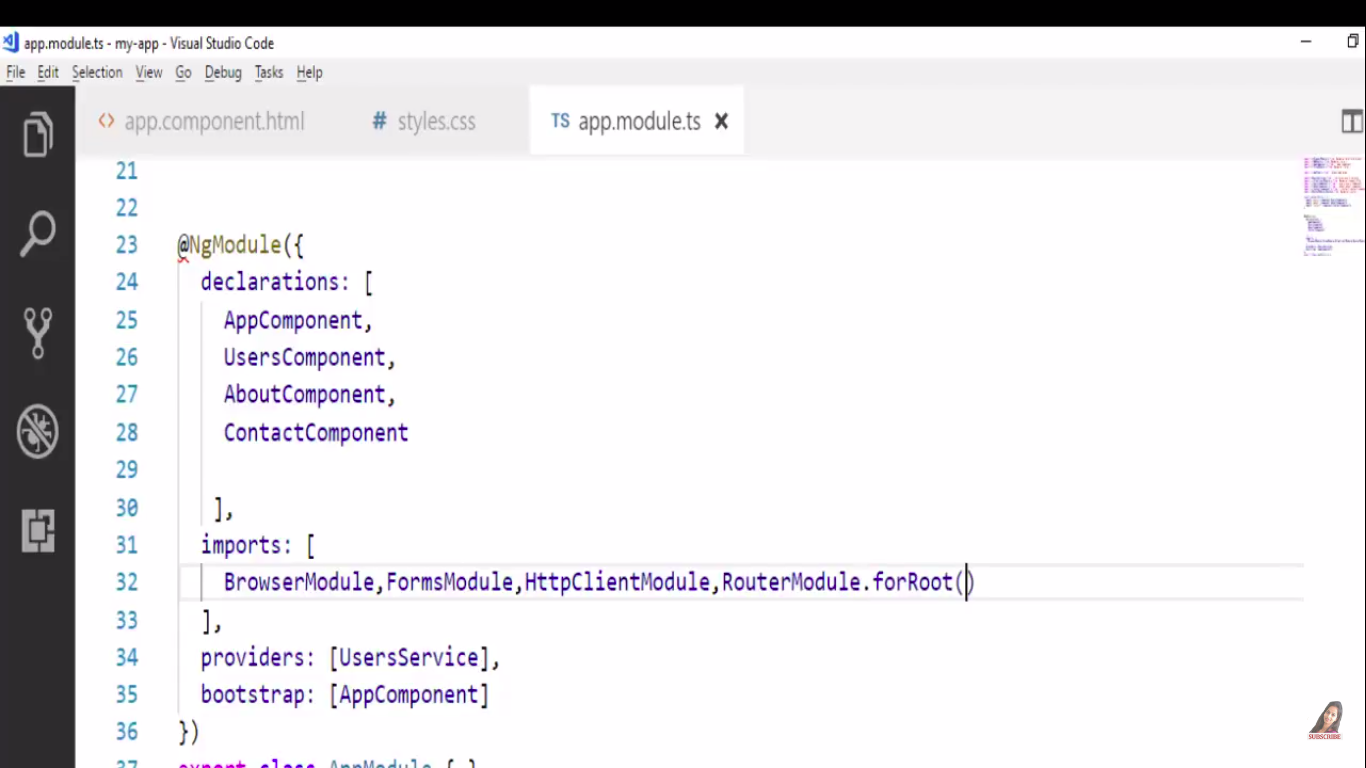 app.module.ts - my-app - Visual Studio Code
File Edit Selection View Go Debug Tasks Help
<> app.component.html # styles.css TS app.module.ts ×
21
22
23 @NgModule({
24 declarations: [
25 AppComponent,
26 UsersComponent,
27 AboutComponent,
28 ContactComponent
29
30 ],
31 imports: [
32 BrowserModule,FormsModule,HttpClientModule,RouterModule.forRoot()
33 ],
34 providers: [UsersService],
35 bootstrap: [AppComponent]
36 })
37 export class AppModule { }
SUBSCRIBE